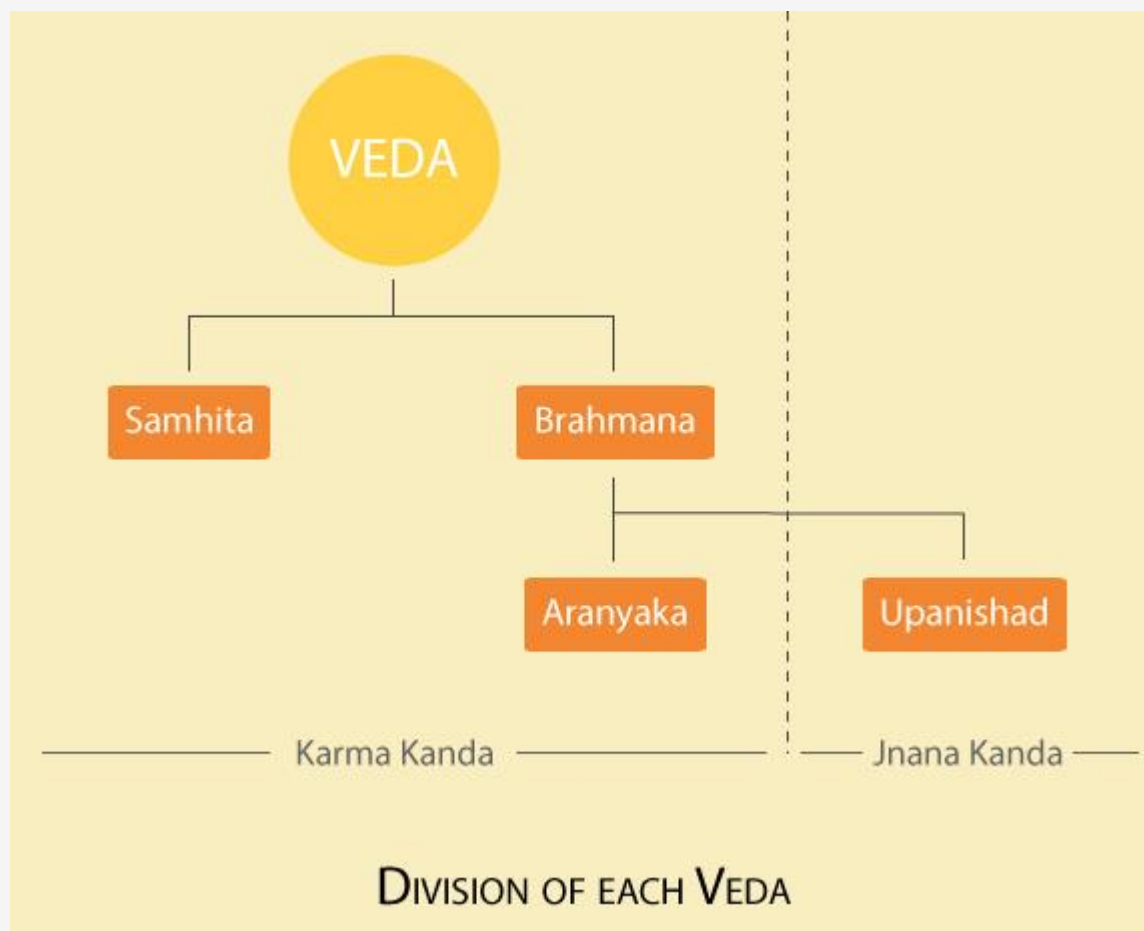 VEDA
Samhita
Brahmana
Aranyaka
Upanishad
Karma Kanda
Jnana Kanda
DIVISION OF EACH VEDA